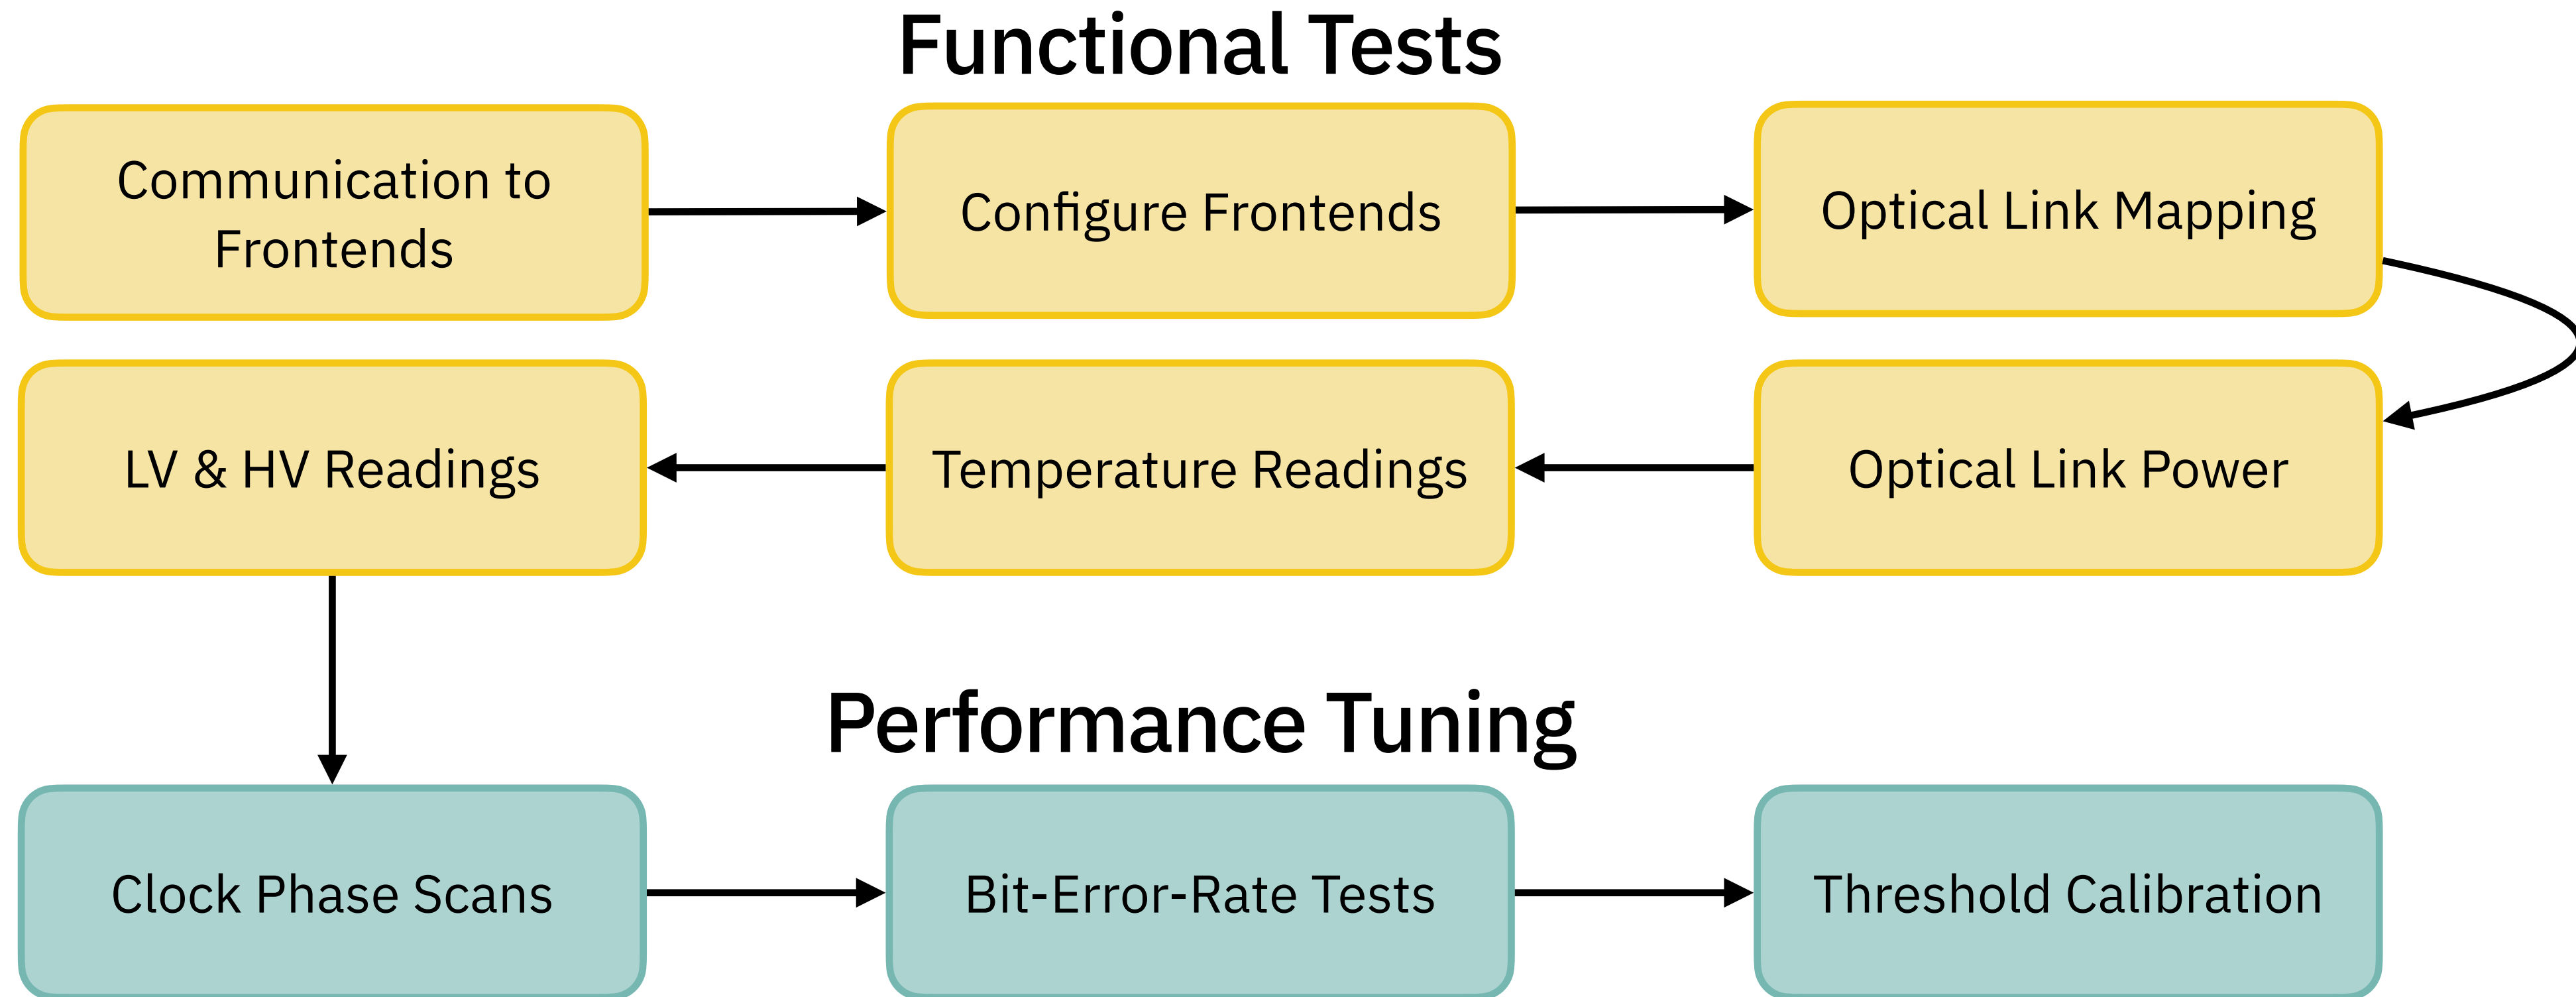 Functional Tests
Communication to
Frontends
Configure Frontends
Optical Link Mapping
LV & HV Readings
Temperature Readings
Optical Link Power
Performance Tuning
Clock Phase Scans
Bit-Error-Rate Tests
Threshold Calibration